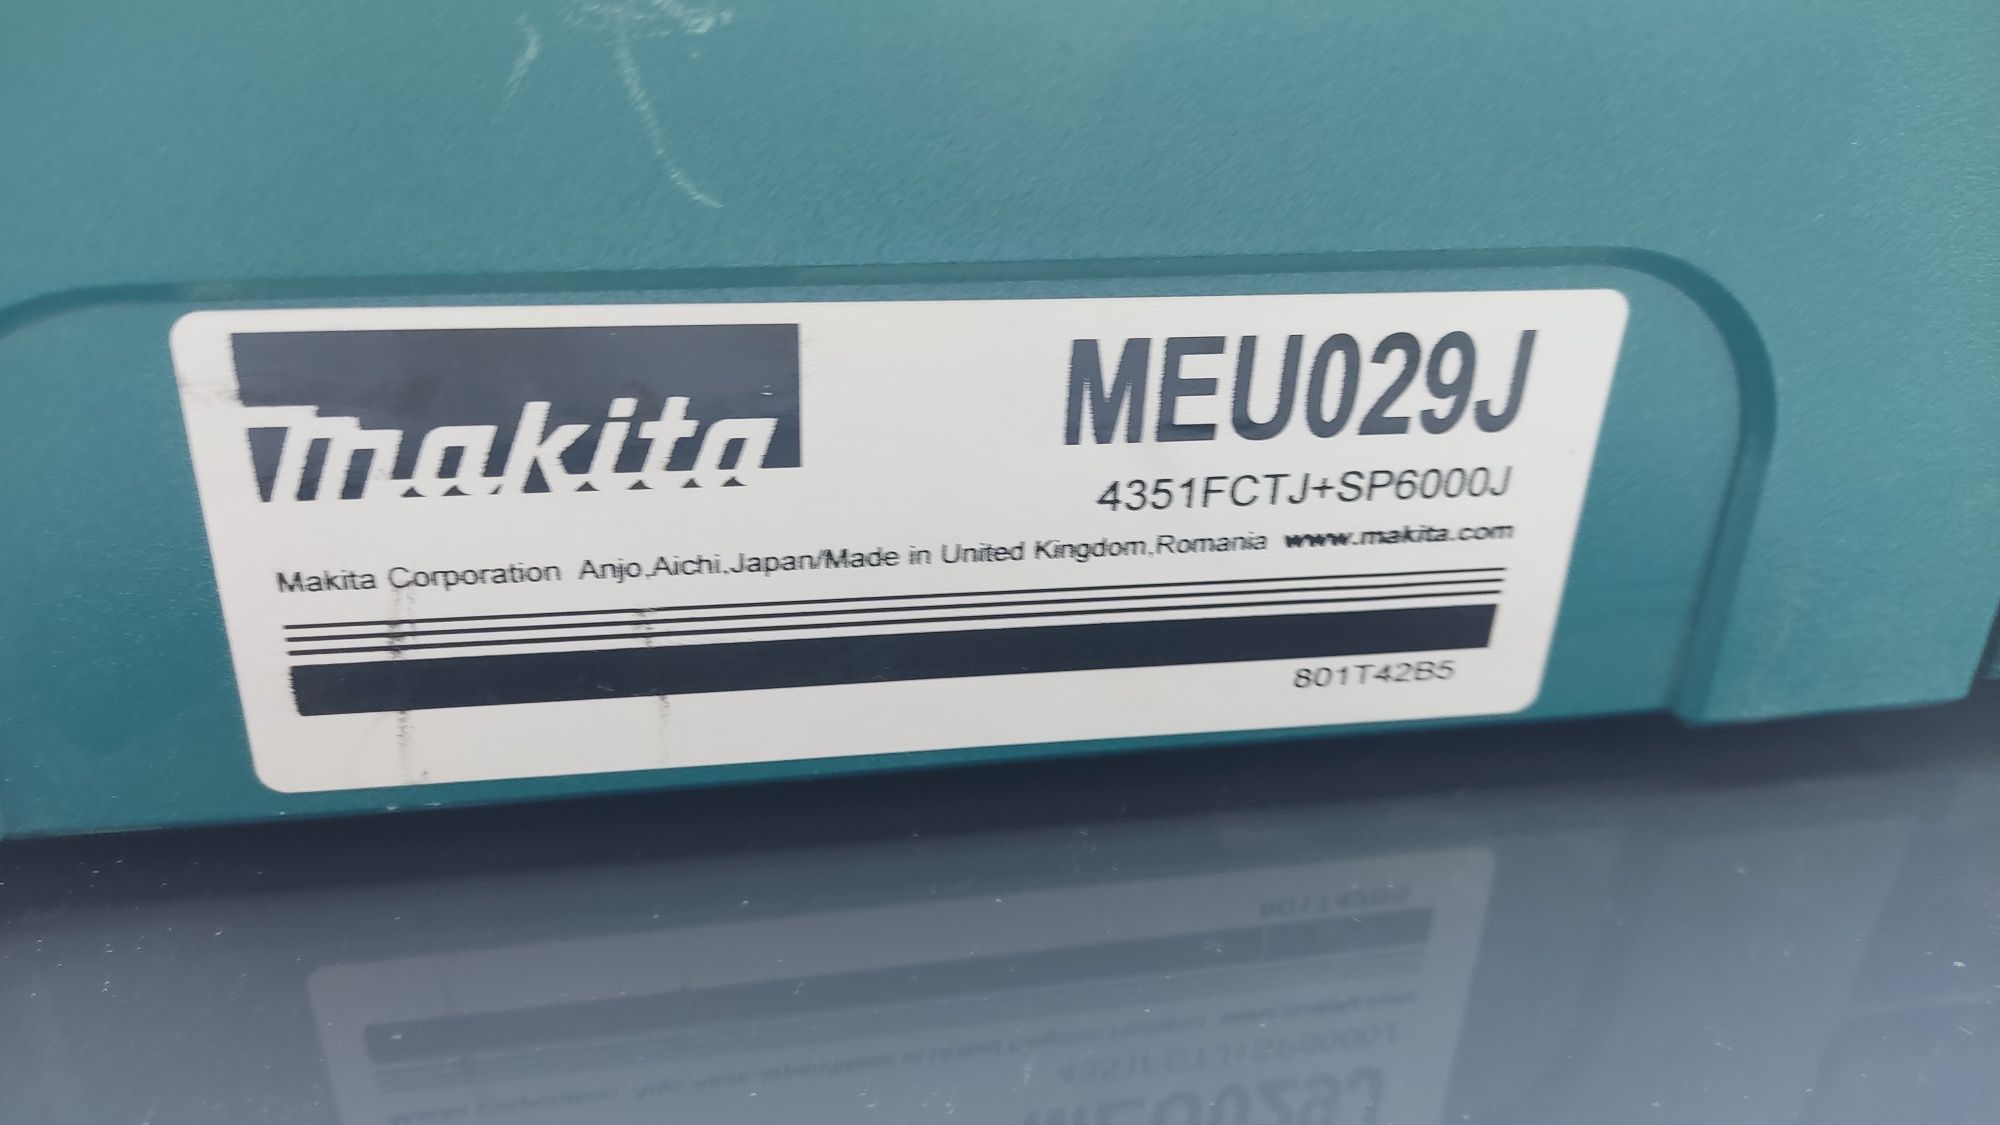 makita
MEU029J
4351FCTJ+SP6000J
Makita Corporation Anjo,Aichi,Japan/Made in United Kingdom,Romania www.makita.com
801T42B5